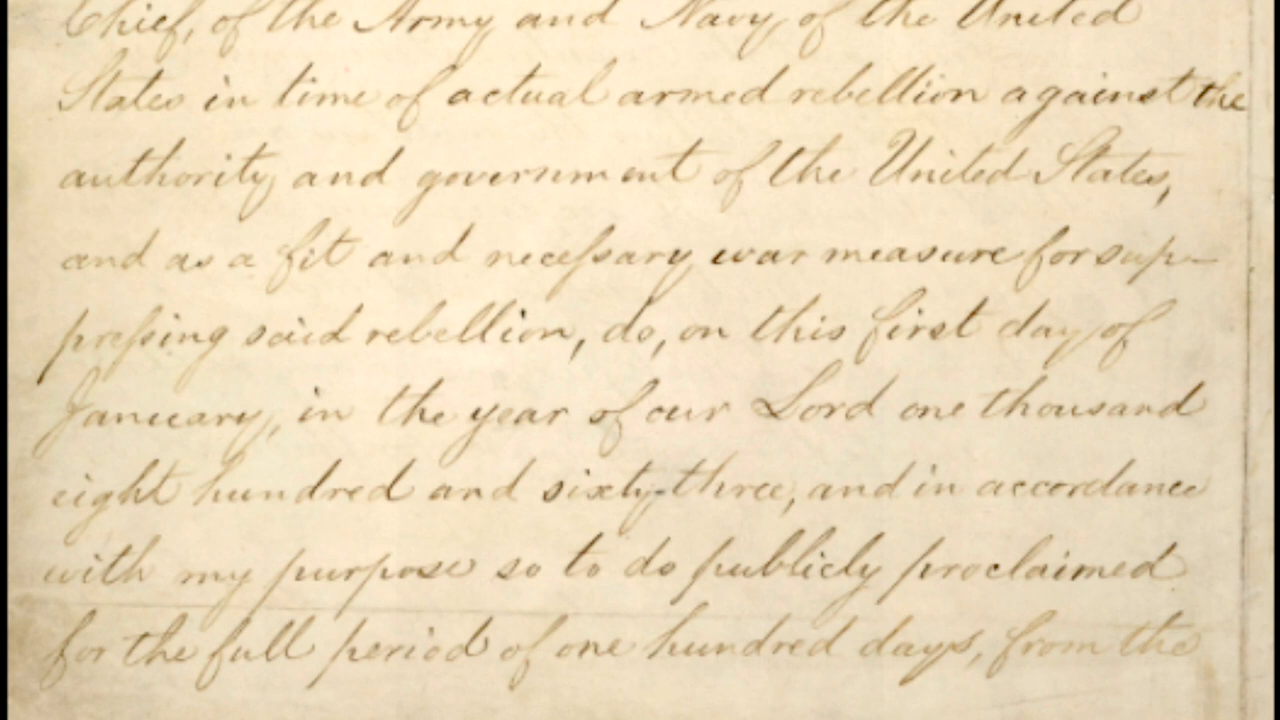 Chief, of the Army and Navy, of the United
States in time of actual armed rebellion against the
authority and government of the United States,
and as a fit and necessary war measure for sup-
pressing said rebellion, do, on this first day of
January, in the year of our Lord one thousand
eight hundred and sixty-three, and in accordance
with my purpose so to do publicly proclaimed
for the full period of one hundred days, from the